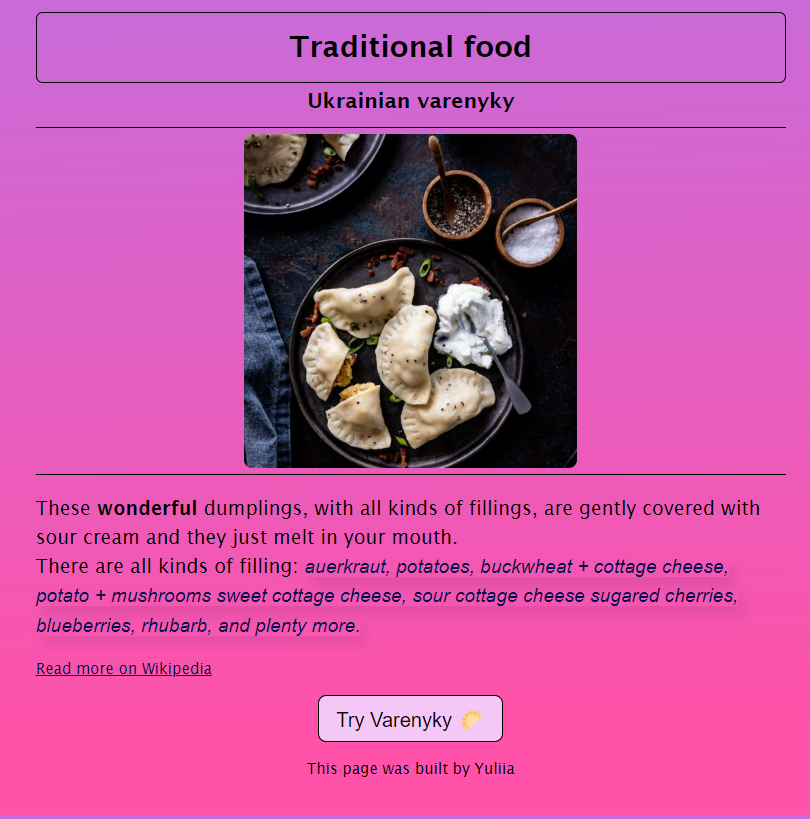 Traditional food
Ukrainian varenyky
These wonderful dumplings, with all kinds of fillings, are gently covered with
sour cream and they just melt in your mouth.
There are all kinds of filling: auerkraut, potatoes, buckwheat + cottage cheese,
potato + mushrooms sweet cottage cheese, sour cottage cheese sugared cherries,
blueberries, rhubarb, and plenty more.
Read more on Wikipedia
Try Varenyky 🥟
This page was built by Yuliia